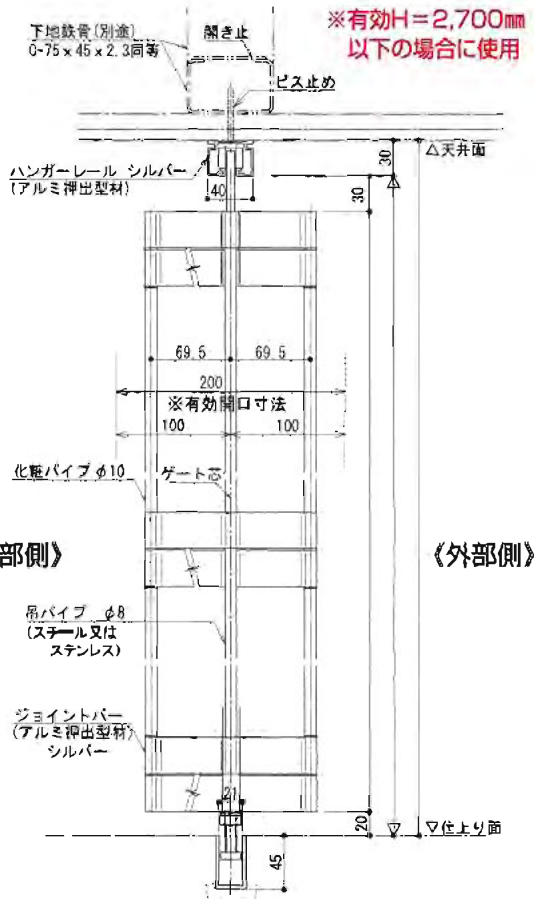 ※有効H=2,700㎜
以下の場合に使用
下地鉄骨(別途)
C-75 x 45 x 2.3同等
開き止
ビス止め
△天井面
ハンガーレール シルバー
(アルミ押出型材)
40
30
30
69.5
69.5
200
※有効開口寸法
100
100
化粧パイプ φ10
ゲート芯
部側》
《外部側》
吊パイプ φ8
(スチール又は
ステンレス)
ジョイントバー
(アルミ押出型材)
シルバー
21
20
▽仕上り面
45